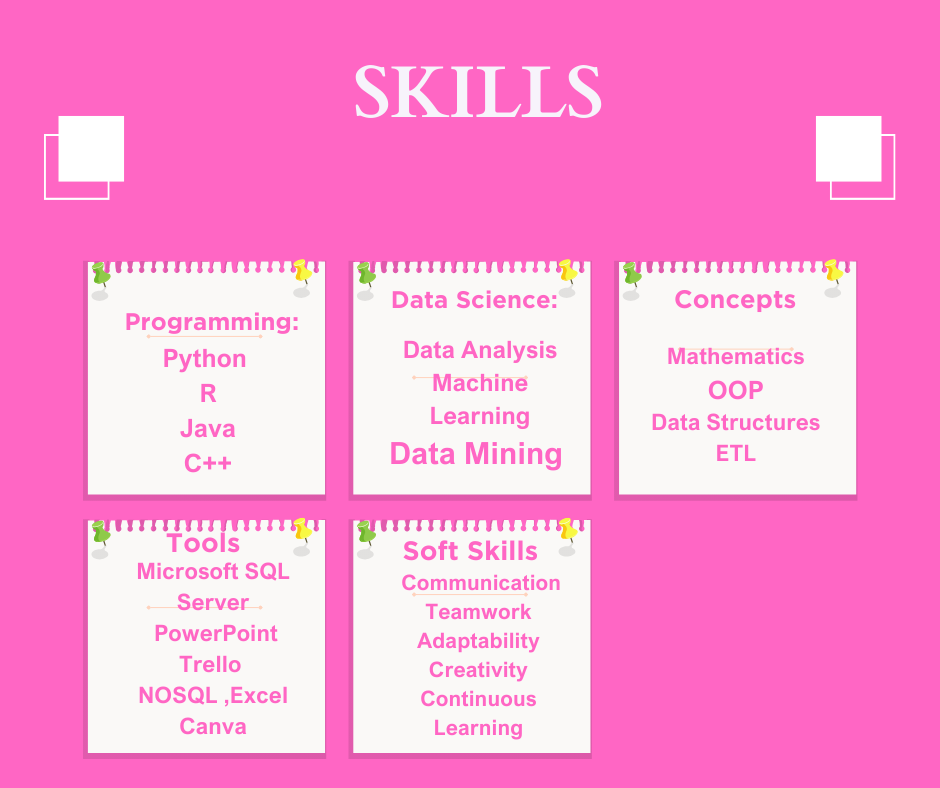 SKILLS
Programming:
Python
R
Java
C++
Data Science:
Data Analysis
Machine
Learning
Data Mining
Concepts
Mathematics
OOP
Data Structures
ETL
Tools
Microsoft SQL
Server
PowerPoint
Trello
NOSQL ,Excel
Canva
Soft Skills
Communication
Teamwork
Adaptability
Creativity
Continuous
Learning